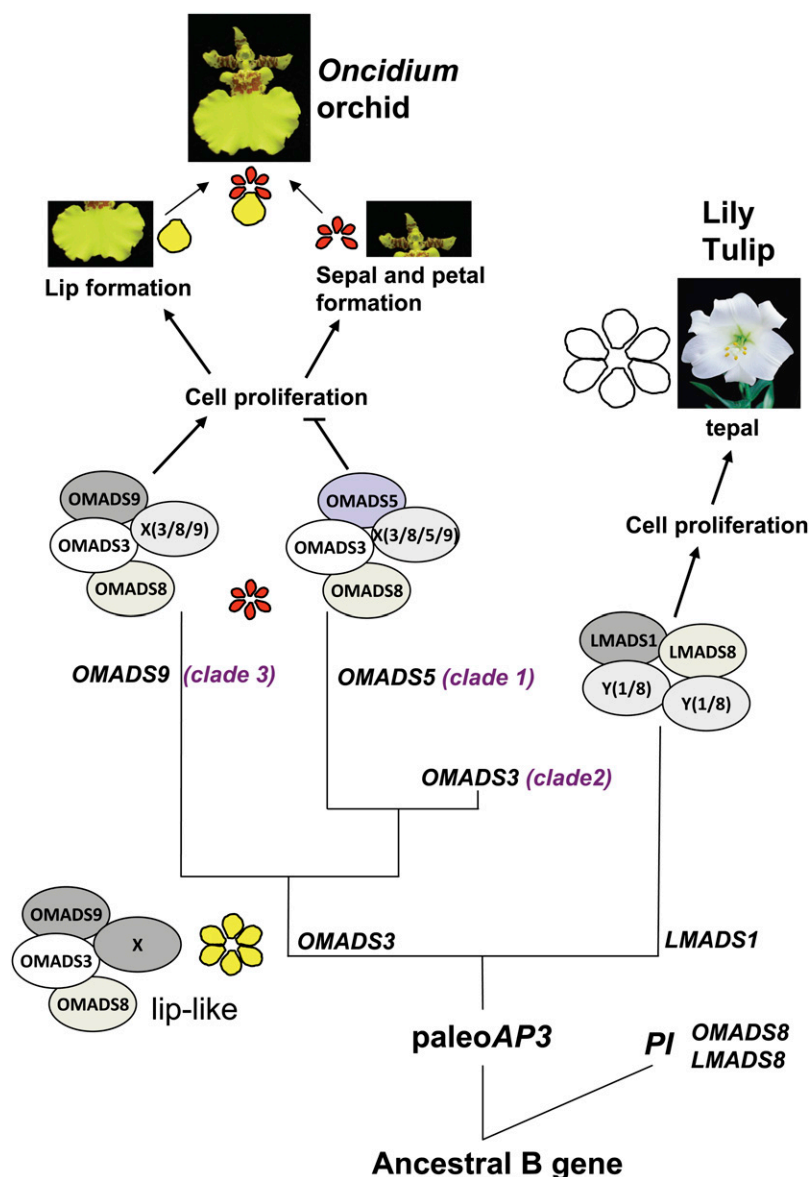 Oncidium
orchid
Lip formation
Sepal and petal
formation
Lily
Tulip
tepal
Cell proliferation
Cell proliferation
OMADS9
X(3/8/9)
OMADS3
OMADS8
OMADS5
X(3/8/5/9)
OMADS3
OMADS8
LMADS1
LMADS8
Y(1/8)
Y(1/8)
OMADS9 (clade 3)
OMADS5 (clade 1)
OMADS3 (clade2)
OMADS9
X
OMADS3
OMADS8
lip-like
OMADS3
LMADS1
paleoAP3
PI
OMADS8
LMADS8
Ancestral B gene